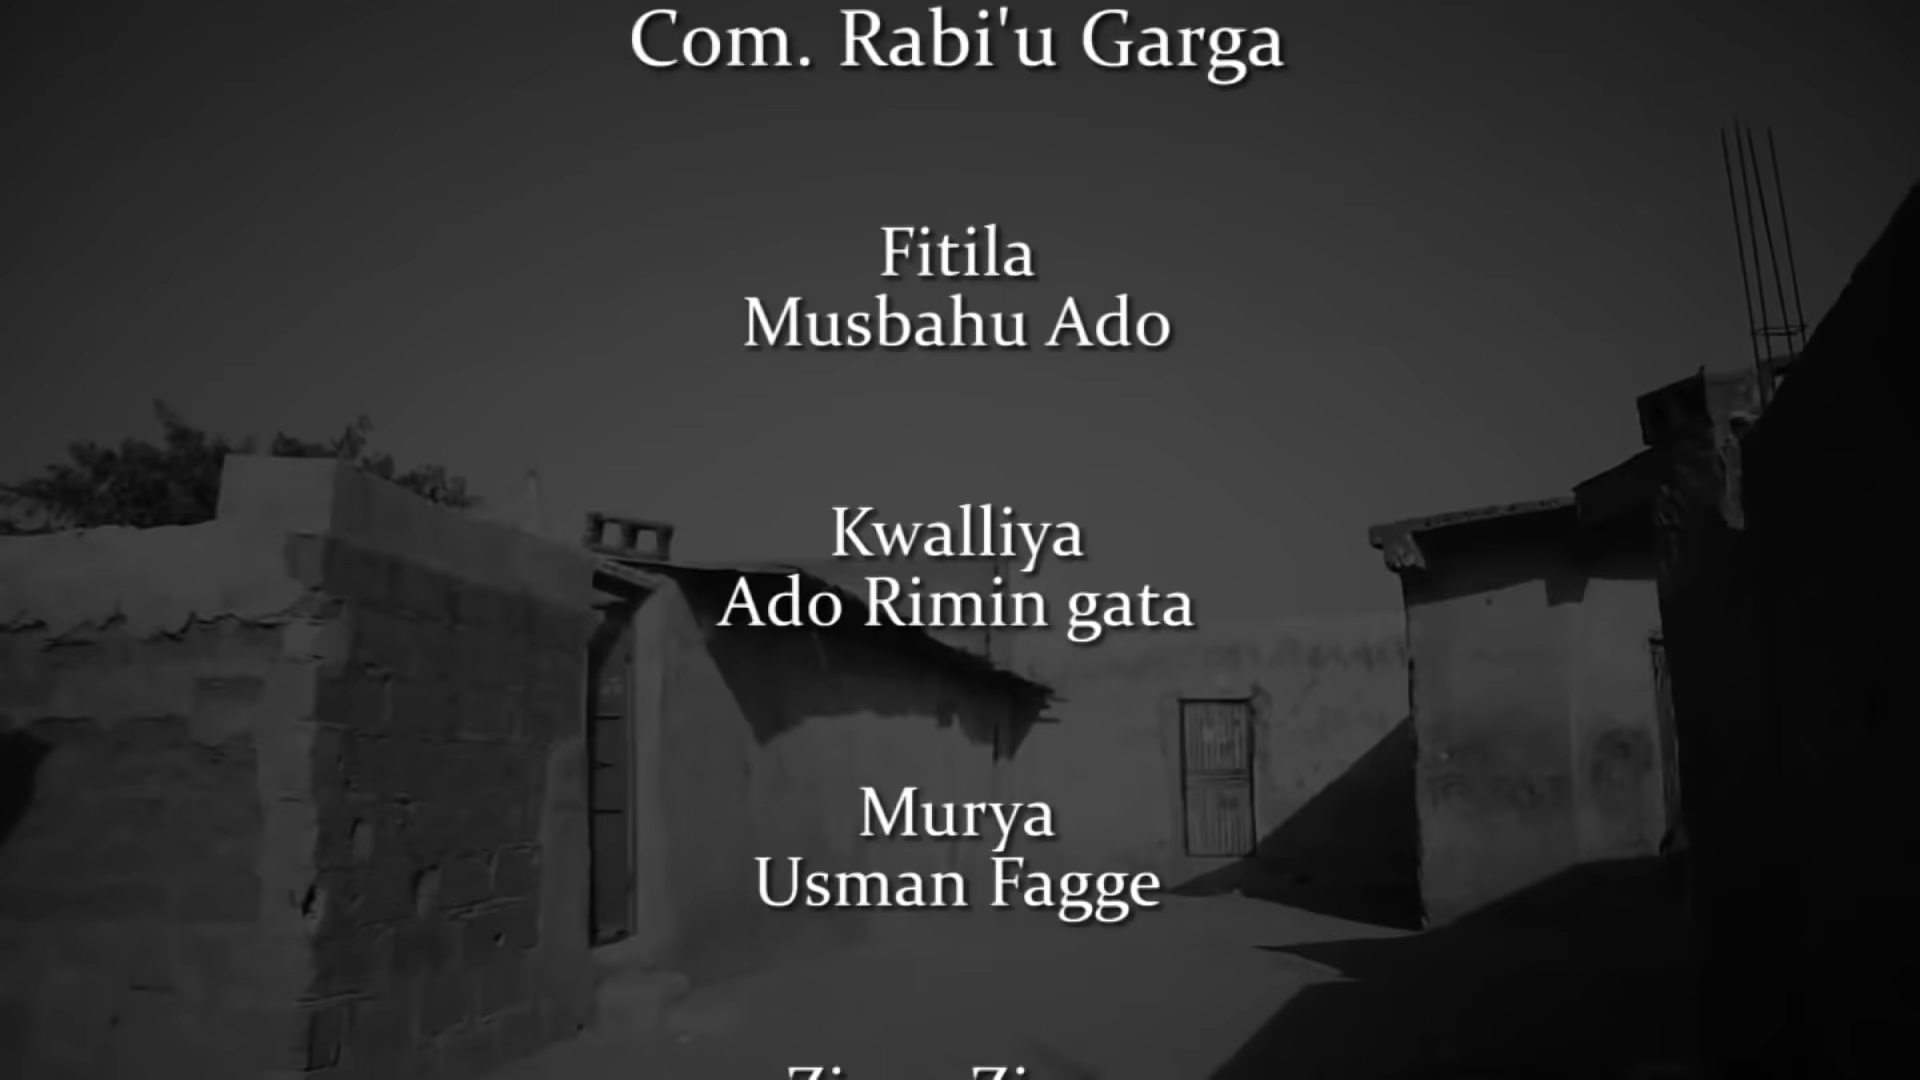 Com. Rabi'u Garga
Fitila
Musbahu Ado
Kwalliya
Ado Rimin gata
Murya
Usman Fagge